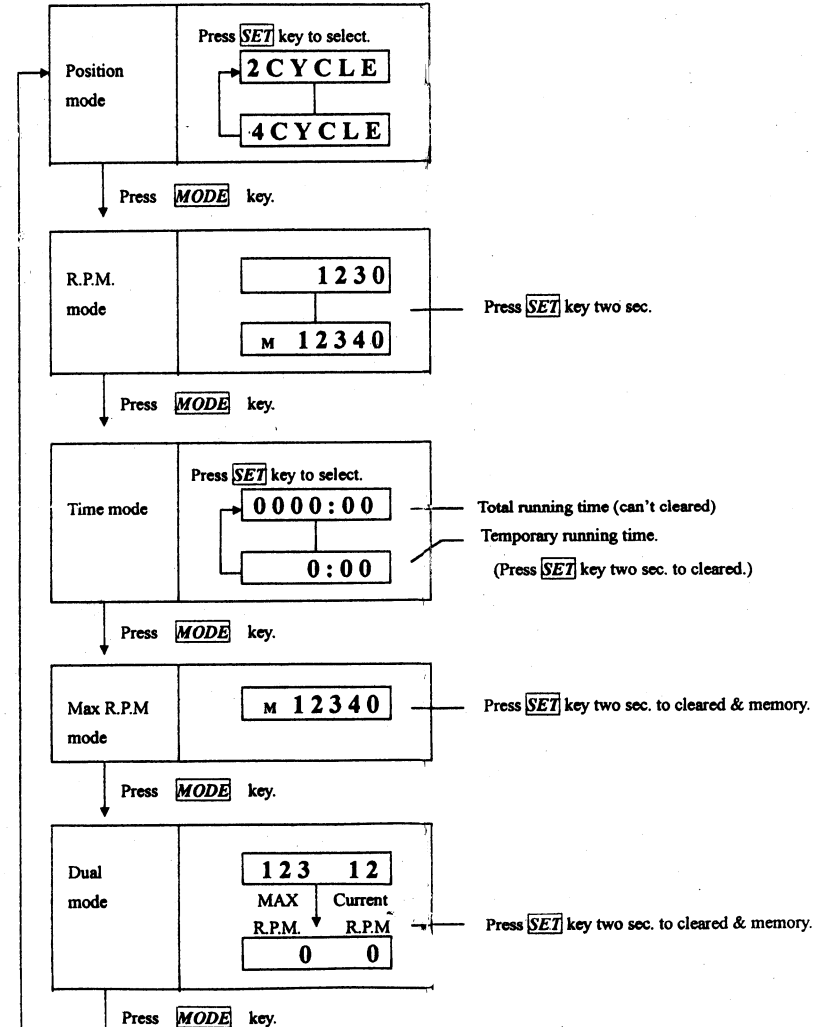 Press SET key to select.
Position
mode
2CYCLE
4CYCLE
Press MODE key.
R.P.M.
mode
1230
M 12340
Press SET key two sec.
Press MODE key.
Press SET key to select.
Time mode
0000:00
Total running time (can't cleared)
Temporary running time.
0:00
(Press SET key two sec. to cleared.)
Press MODE key.
Max R.P.M
mode
M 12340
Press SET key two sec. to cleared & memory.
Press MODE key.
Dual
mode
123 12
MAX Current
R.P.M. R.P.M
Press SET key two sec. to cleared & memory.
0 0
Press MODE key.